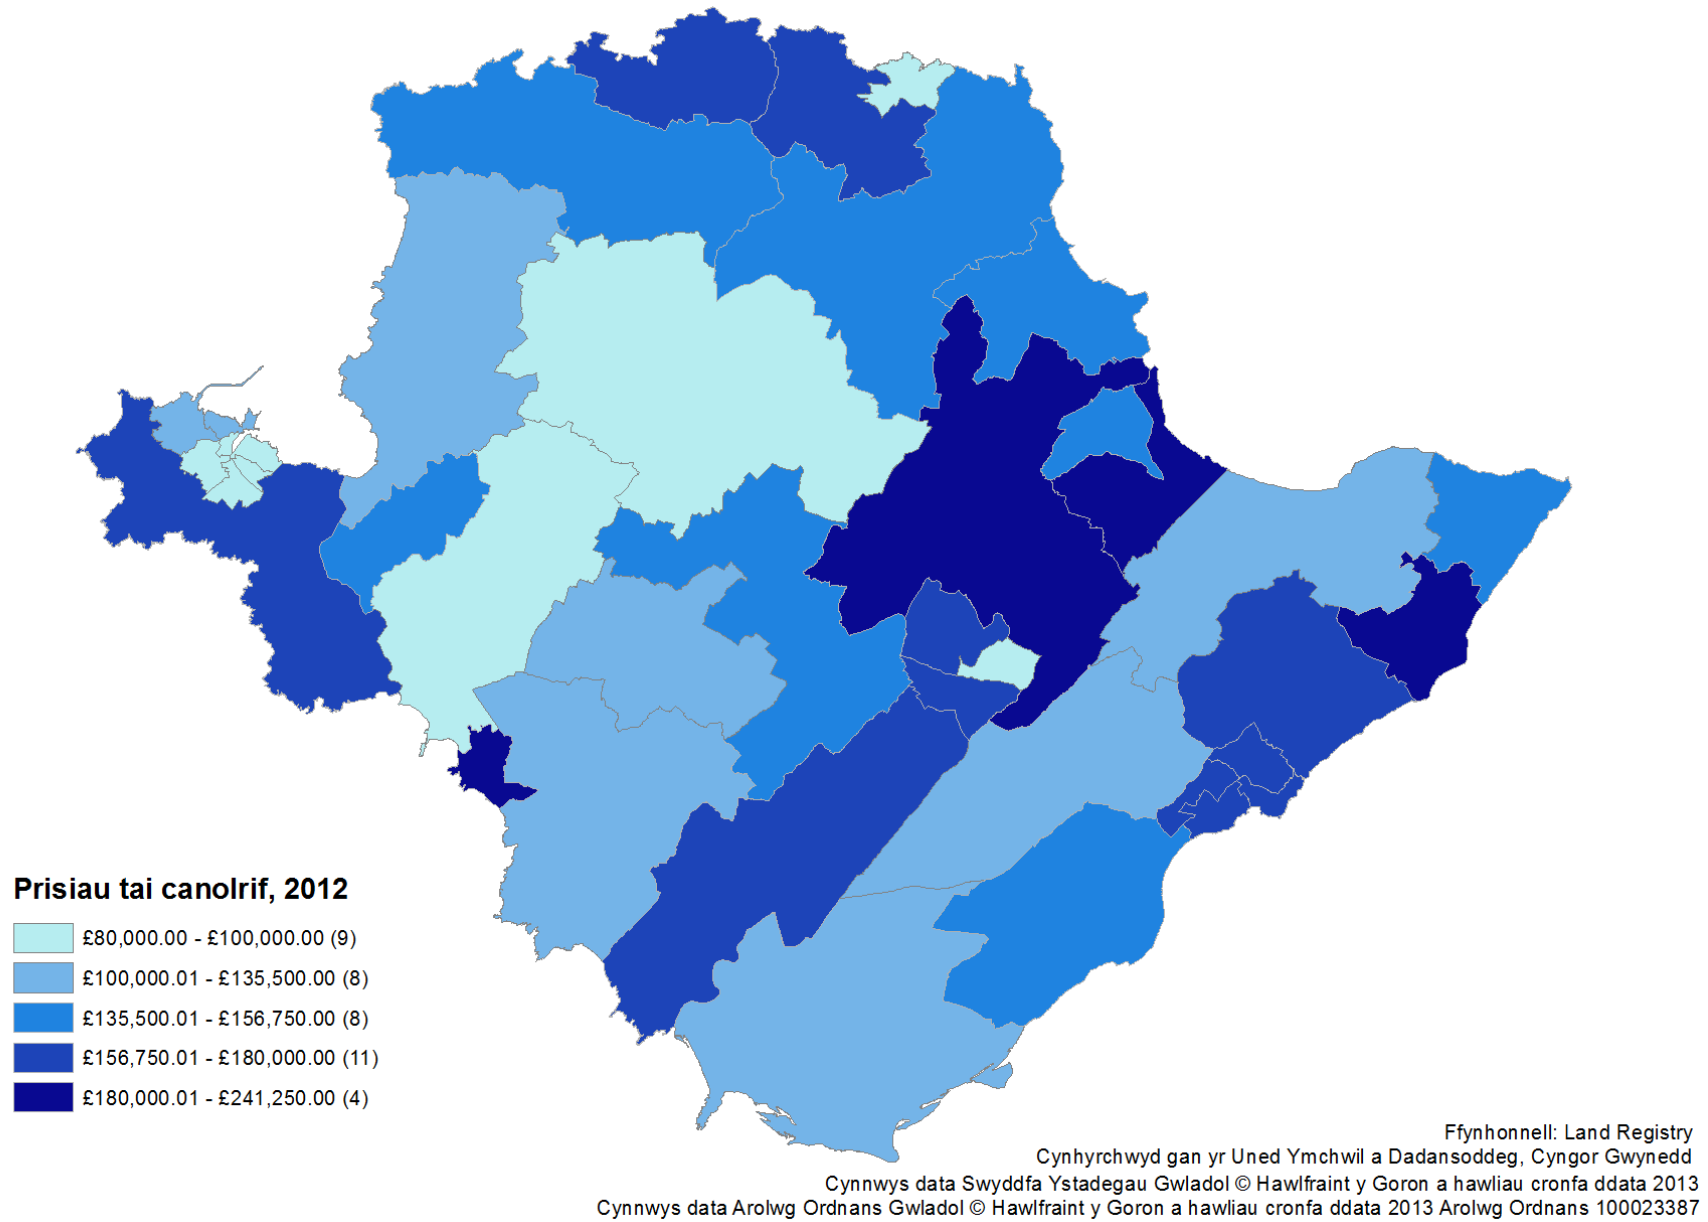 Prisiau tai canolrif, 2012
£80,000.00 - £100,000.00 (9)
£100,000.01 - £135,500.00 (8)
£135,500.01 - £156,750.00 (8)
£156,750.01 - £180,000.00 (11)
£180,000.01 - £241,250.00 (4)
Ffynhonnell: Land Registry
Cynhyrchwyd gan yr Uned Ymchwil a Dadansoddeg, Cyngor Gwynedd
Cynnwys data Swyddfa Ystadegau Gwladol © Hawlfraint y Goron a hawliau cronfa ddata 2013
Cynnwys data Arolwg Ordnans Gwladol © Hawlfraint y Goron a hawliau cronfa ddata 2013 Arolwg Ordnans 100023387